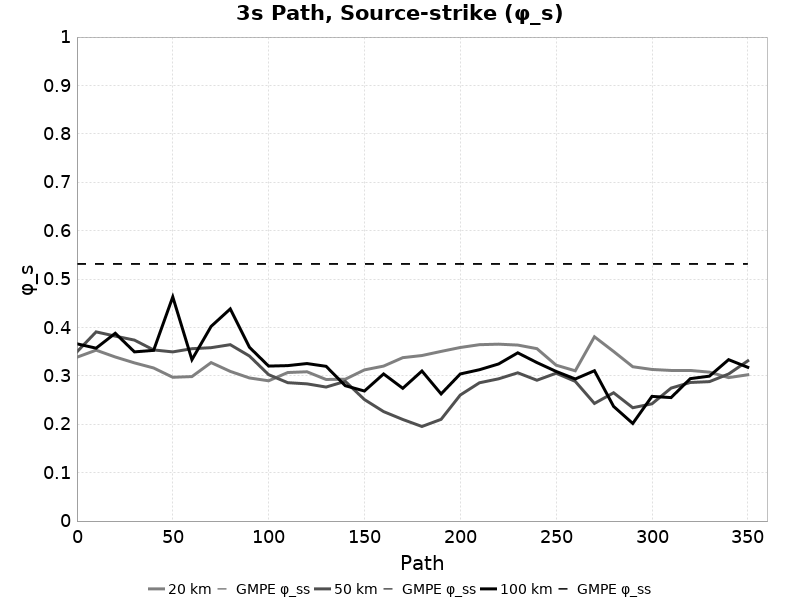 3s Path, Source-strike (φ_s)
1
0.9
0.8
0.7
0.6
0.5
0.4
0.3
0.2
0.1
0
φ_s
0 50 100 150 200 250 300 350
Path
20 km GMPE φ_ss 50 km GMPE φ_ss 100 km GMPE φ_ss